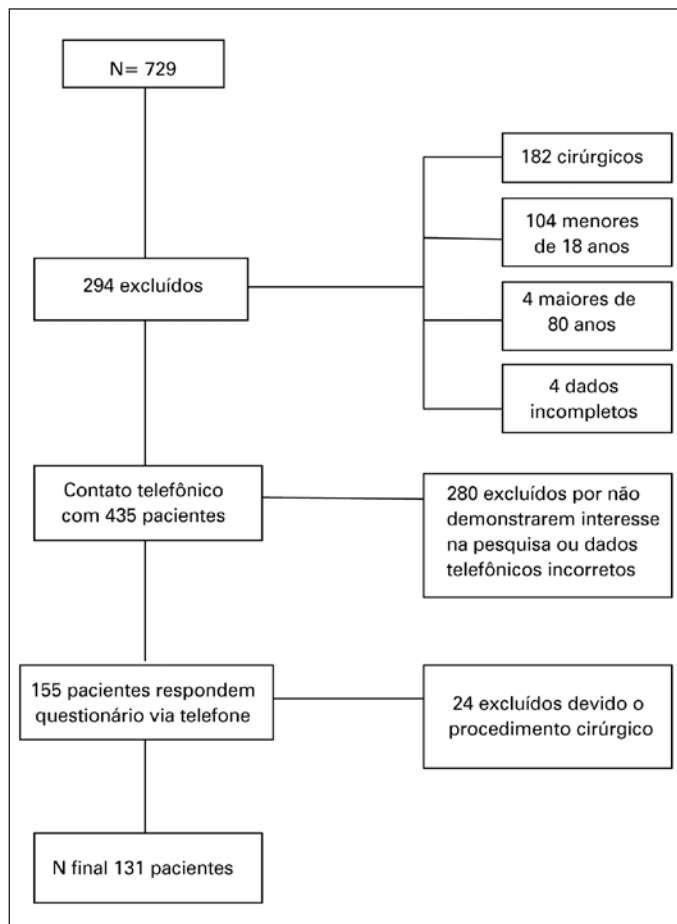 N= 729
182 cirúrgicos
104 menores
de 18 anos
294 excluídos
4 maiores de
80 anos
4 dados
incompletos
Contato telefônico
com 435 pacientes
280 excluídos por não
demonstrarem interesse
na pesquisa ou dados
telefônicos incorretos
155 pacientes respondem
questionário via telefone
24 excluídos devido o
procedimento cirúrgico
N final 131 pacientes